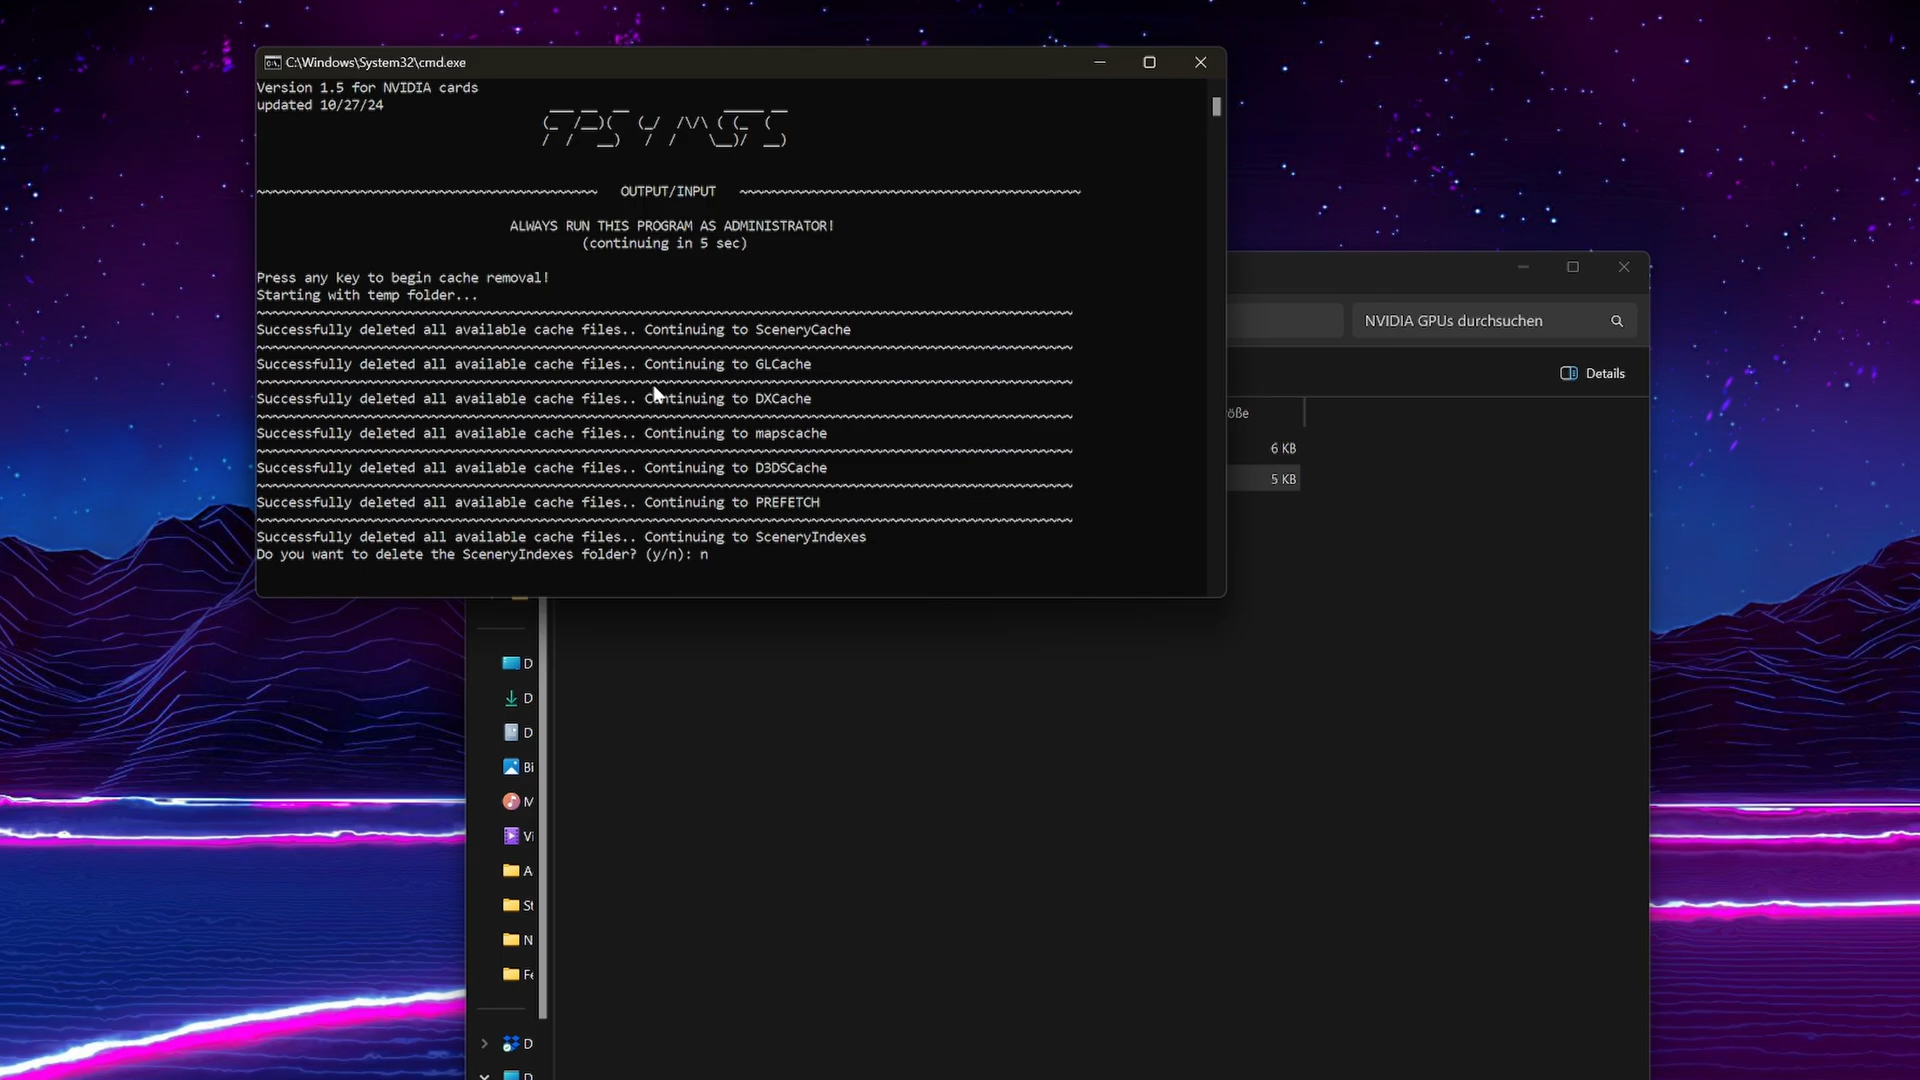 C:\Windows\System32\cmd.exe
Version 1.5 for NVIDIA cards
updated 10/27/24
OUTPUT/INPUT
ALWAYS RUN THIS PROGRAM AS ADMINISTRATOR!
(continuing in 5 sec)
Press any key to begin cache removal!
Starting with temp folder...
Successfully deleted all available cache files.. Continuing to SceneryCache
Successfully deleted all available cache files.. Continuing to GLCache
Successfully deleted all available cache files.. Continuing to DXCache
Successfully deleted all available cache files.. Continuing to mapscache
Successfully deleted all available cache files.. Continuing to D3DSCache
Successfully deleted all available cache files.. Continuing to PREFETCH
Successfully deleted all available cache files.. Continuing to SceneryIndexes
Do you want to delete the SceneryIndexes folder? (y/n): n
NVIDIA GPUs durchsuchen
Details
öße
6 KB
5 KB
D
D
D
Bi
M
Vi
A
St
N
Fe
D